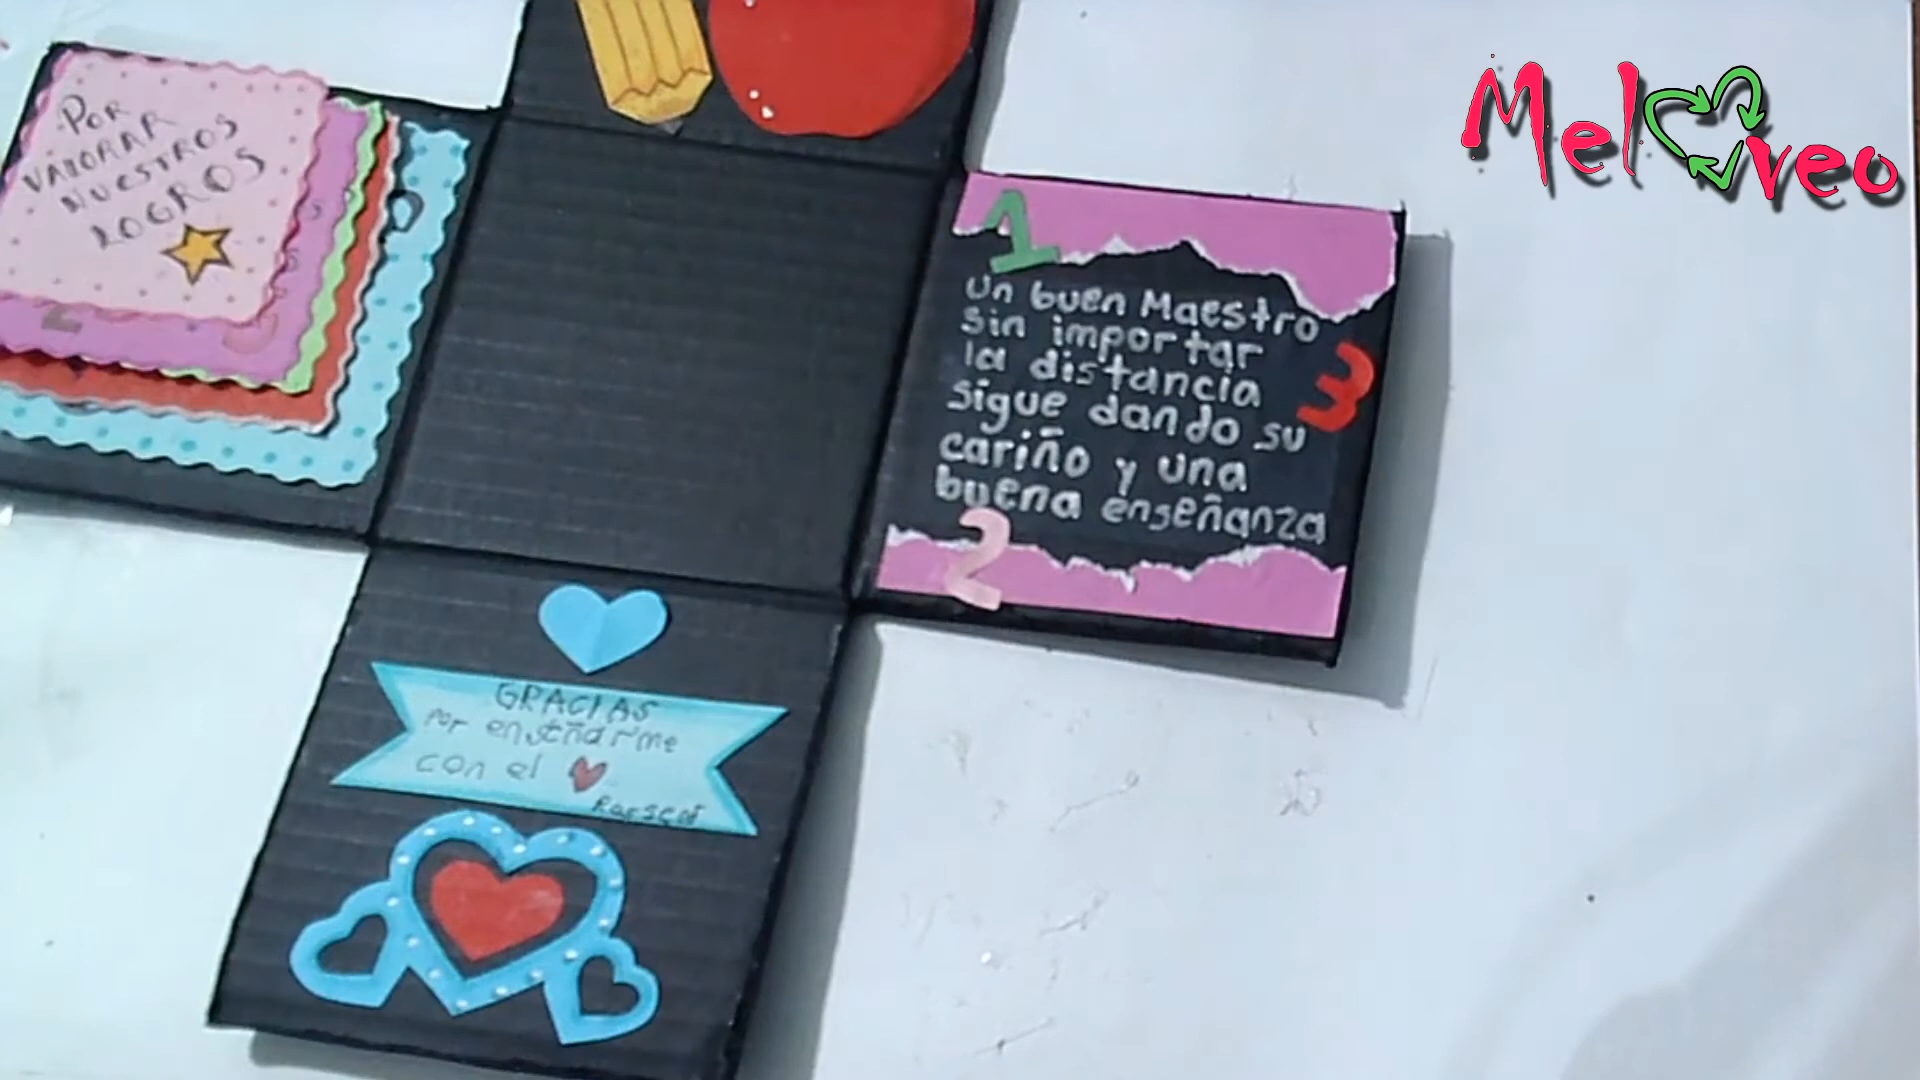 Meloveo
POR
VALORAR
NUESTROS
LOGROS
1
un buen Maestro
sin importar
la distancia
sigue dando su
cariño y una
buena enseñanza
3
2
GRACIAS
por enseñarme
con el